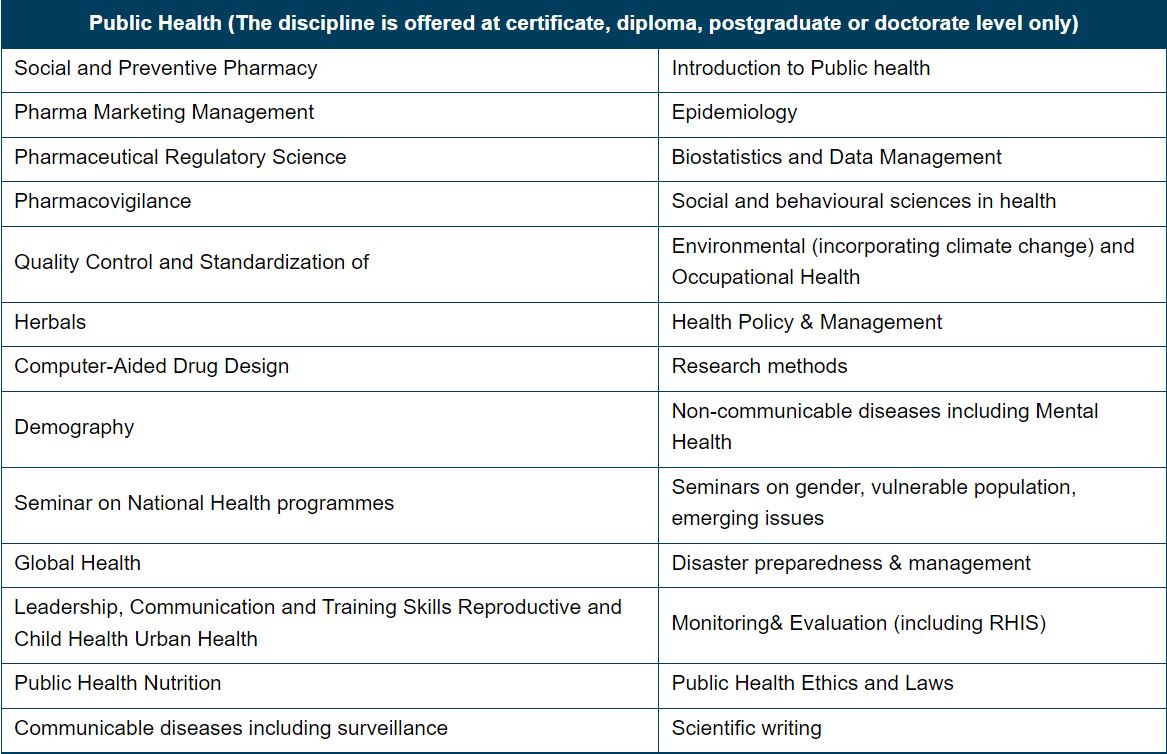 Public Health (The discipline is offered at certificate, diploma, postgraduate or doctorate level only)
Social and Preventive Pharmacy
Introduction to Public health
Pharma Marketing Management
Epidemiology
Pharmaceutical Regulatory Science
Biostatistics and Data Management
Pharmacovigilance
Social and behavioural sciences in health
Quality Control and Standardization of
Environmental (incorporating climate change) and
Occupational Health
Herbals
Health Policy & Management
Computer-Aided Drug Design
Research methods
Demography
Non-communicable diseases including Mental
Health
Seminar on National Health programmes
Seminars on gender, vulnerable population,
emerging issues
Global Health
Disaster preparedness & management
Leadership, Communication and Training Skills Reproductive and
Child Health Urban Health
Monitoring& Evaluation (including RHIS)
Public Health Nutrition
Public Health Ethics and Laws
Communicable diseases including surveillance
Scientific writing